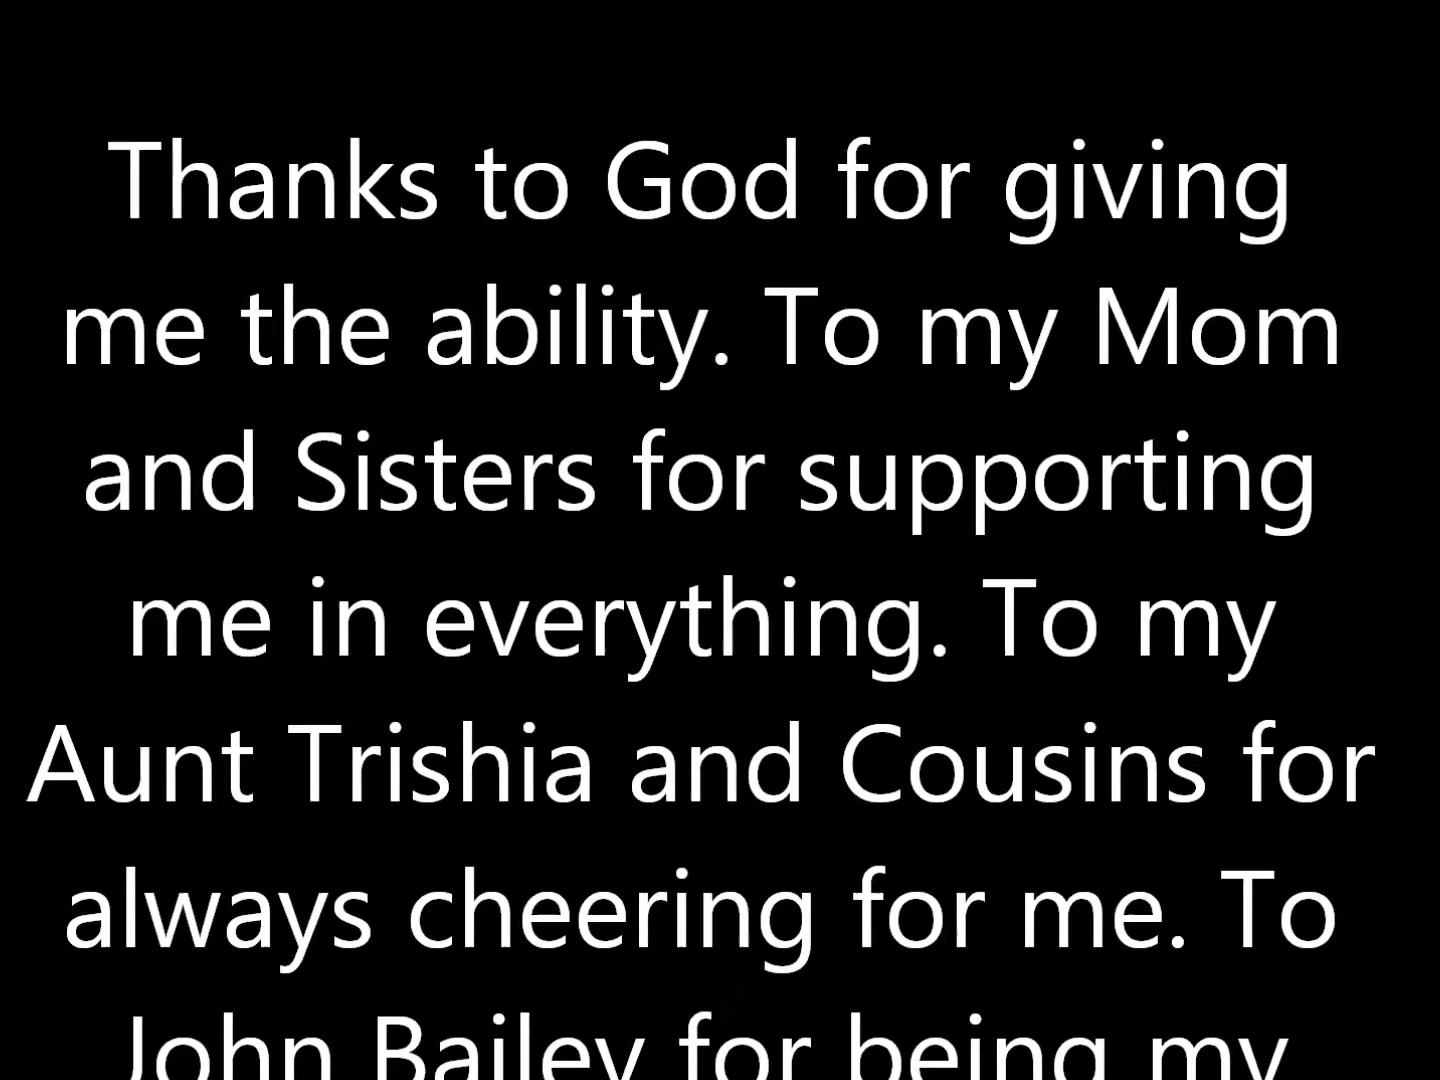 Thanks to God for giving
me the ability. To my Mom
and Sisters for supporting
me in everything. To my
Aunt Trishia and Cousins for
always cheering for me. To
John Bailey for being my